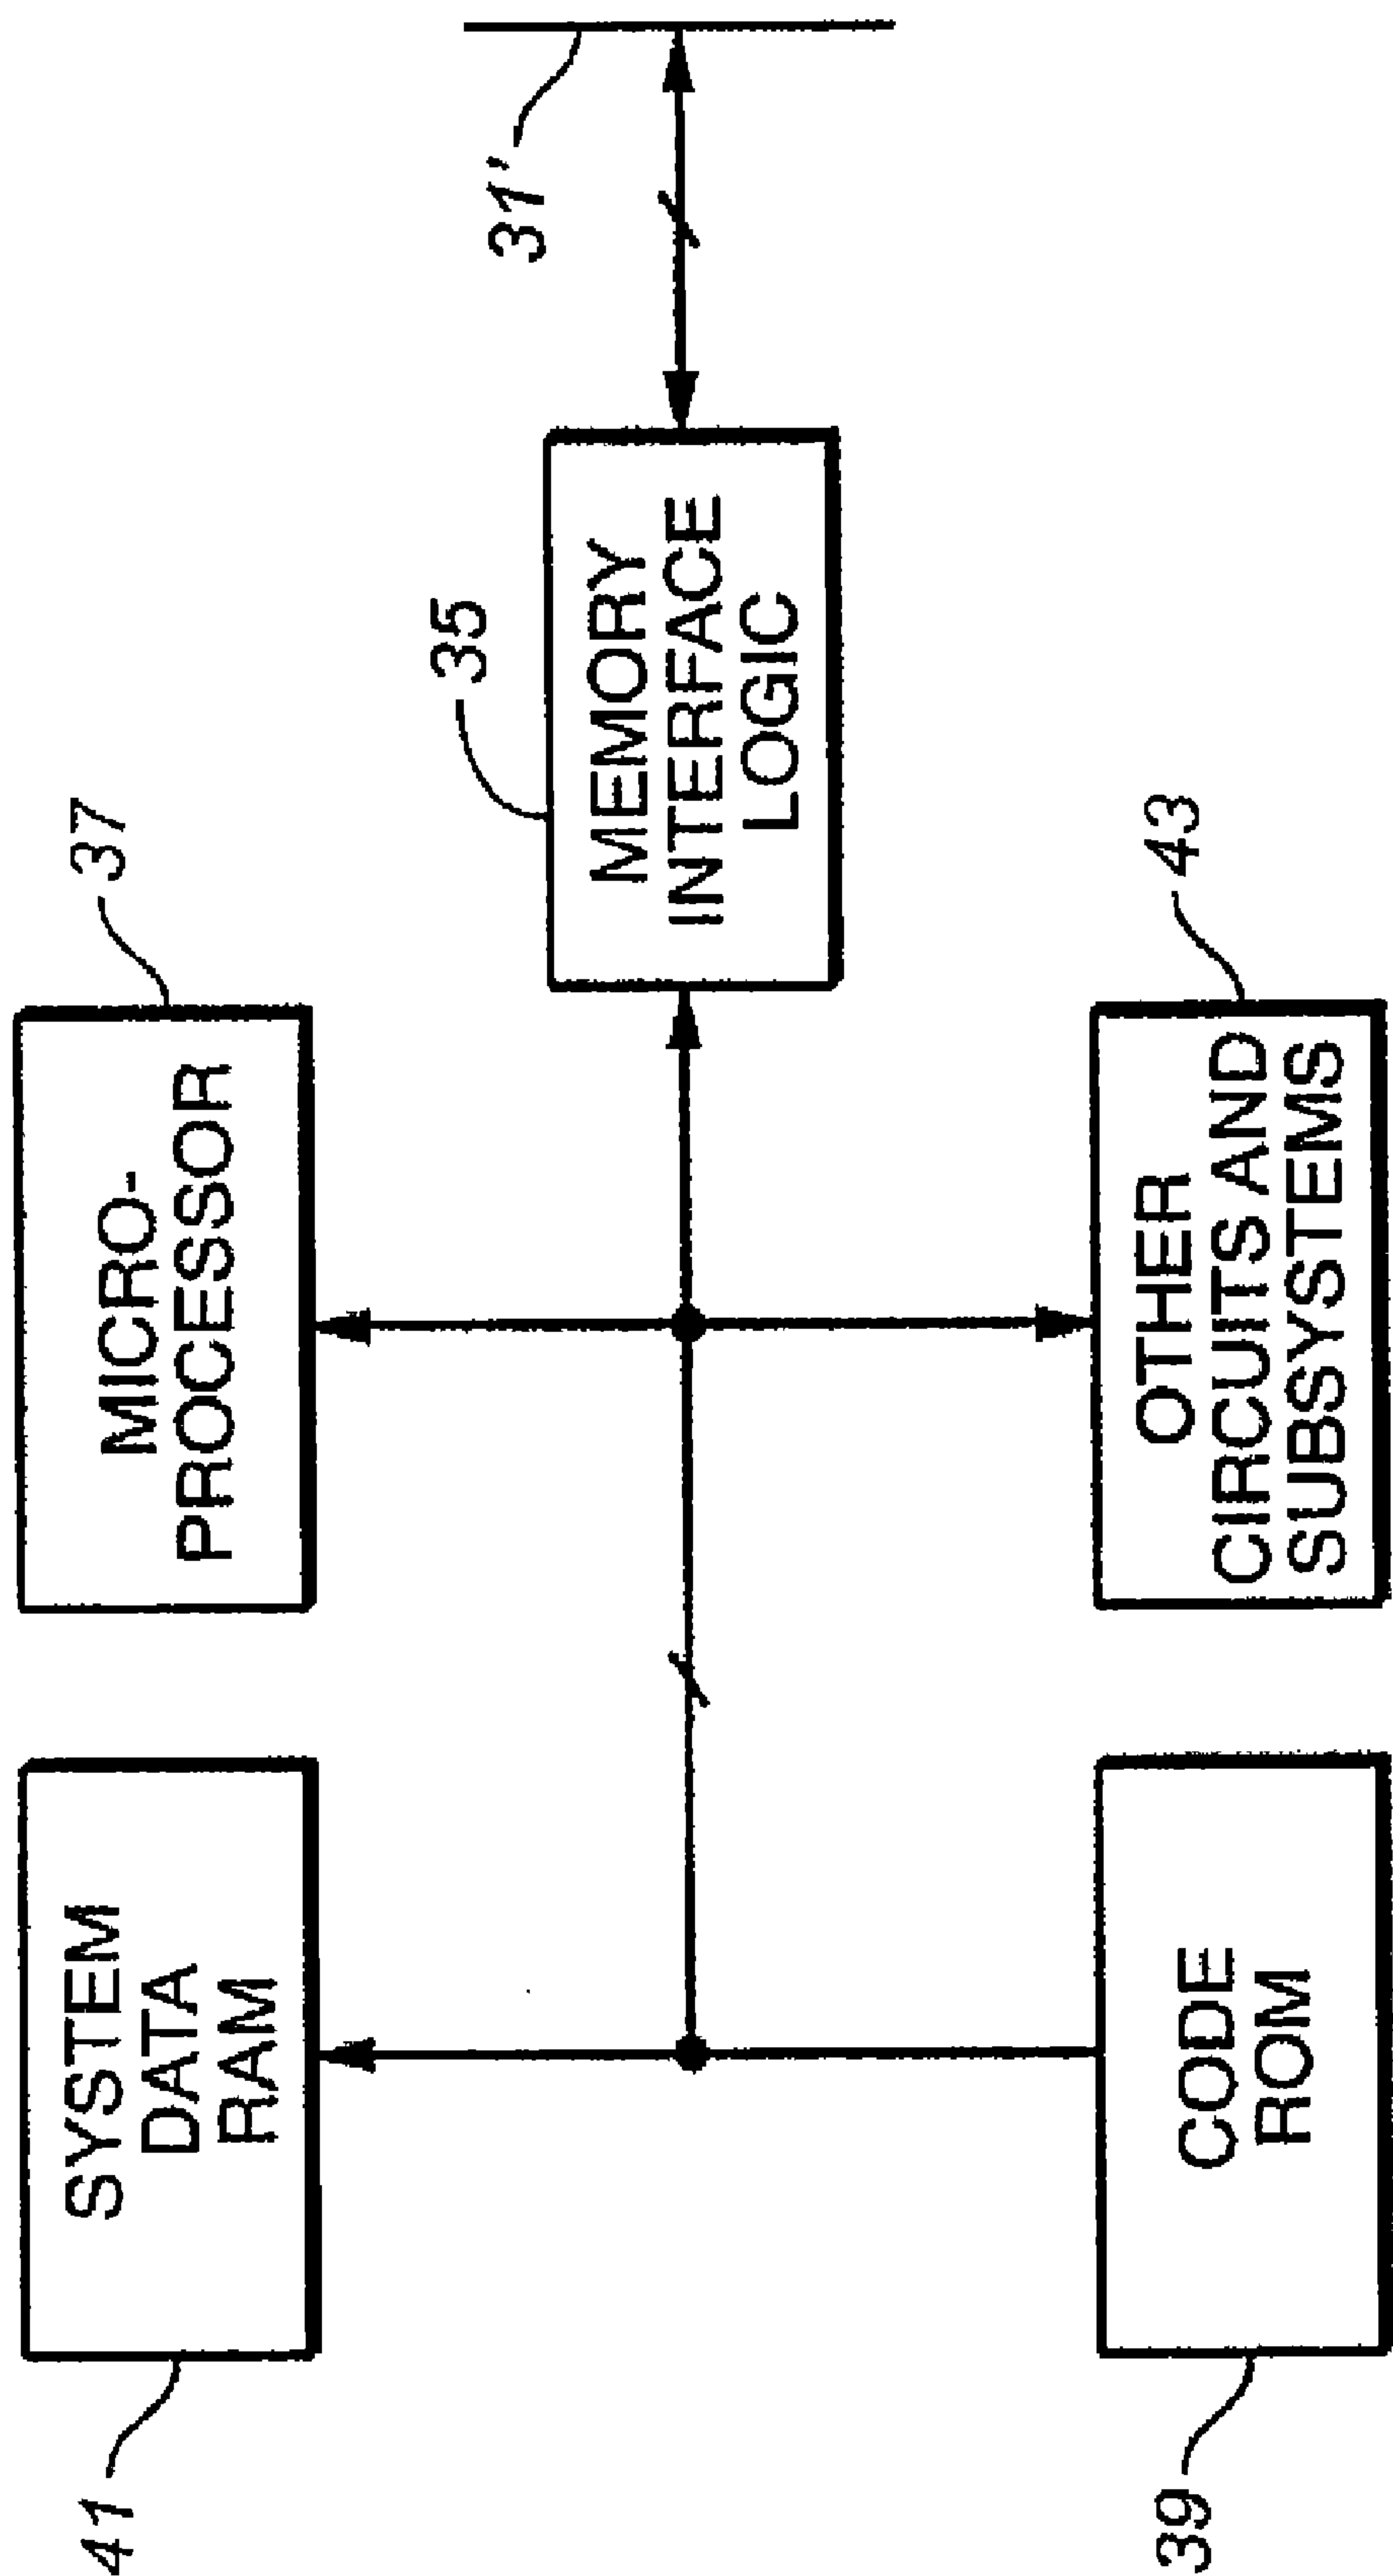 41
SYSTEM
DATA
RAM
37
MICRO-
PROCESSOR
35
MEMORY
INTERFACE
LOGIC
31'
39
CODE
ROM
43
OTHER
CIRCUITS AND
SUBSYSTEMS